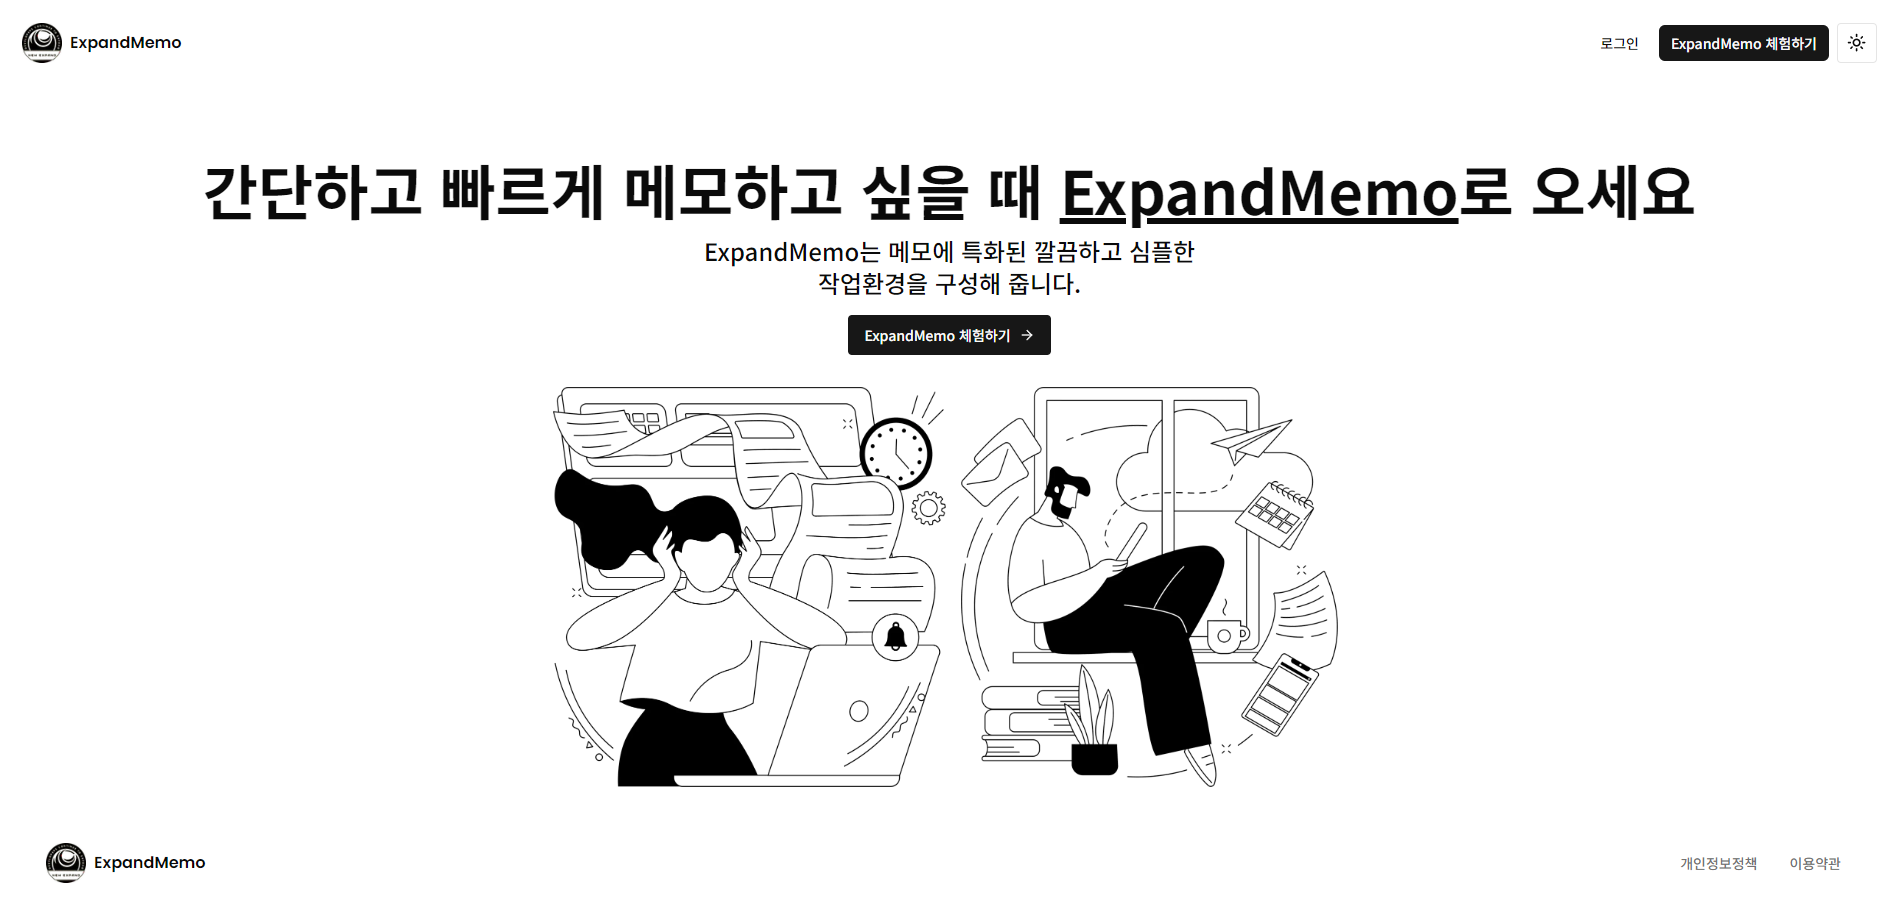 ExpandMemo
로그인
ExpandMemo 체험하기
간단하고 빠르게 메모하고 싶을 때 ExpandMemo로 오세요
ExpandMemo는 메모에 특화된 깔끔하고 심플한
작업환경을 구성해 줍니다.
ExpandMemo 체험하기
ExpandMemo
개인정보정책
이용약관